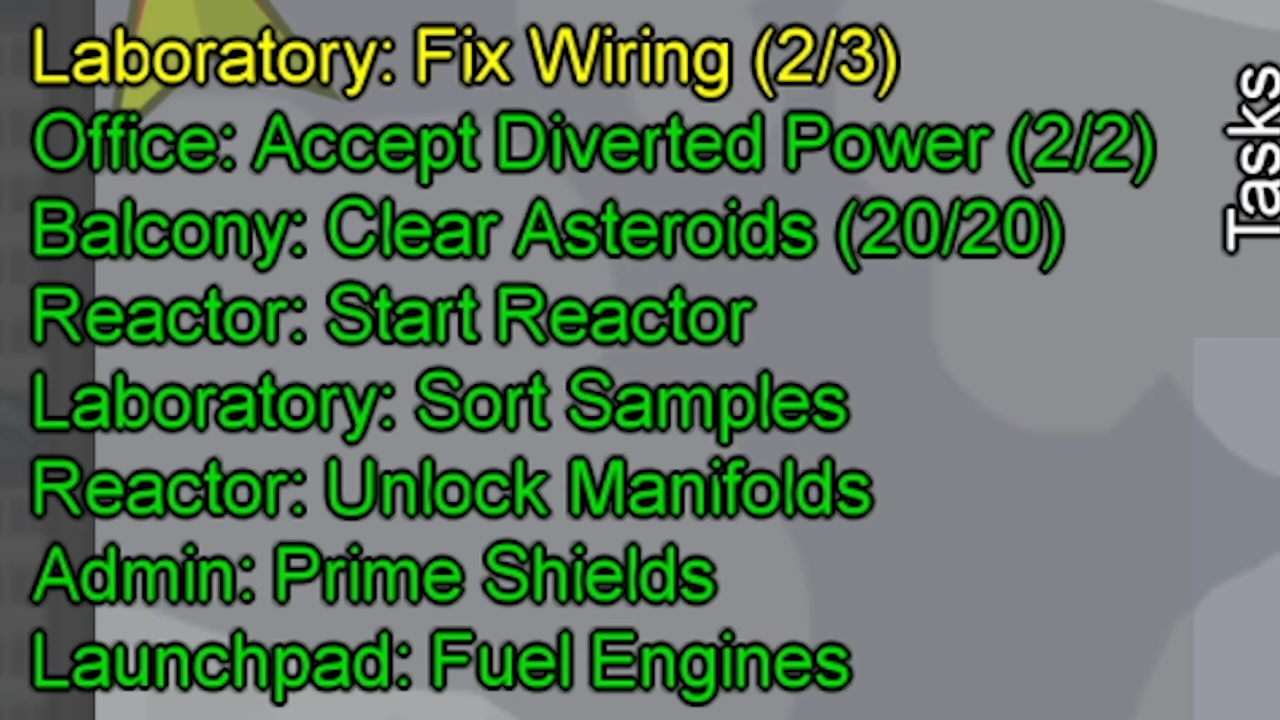 Laboratory: Fix Wiring (2/3)
Office: Accept Diverted Power (2/2)
Balcony: Clear Asteroids (20/20)
Reactor: Start Reactor
Laboratory: Sort Samples
Reactor: Unlock Manifolds
Admin: Prime Shields
Launchpad: Fuel Engines
Tasks